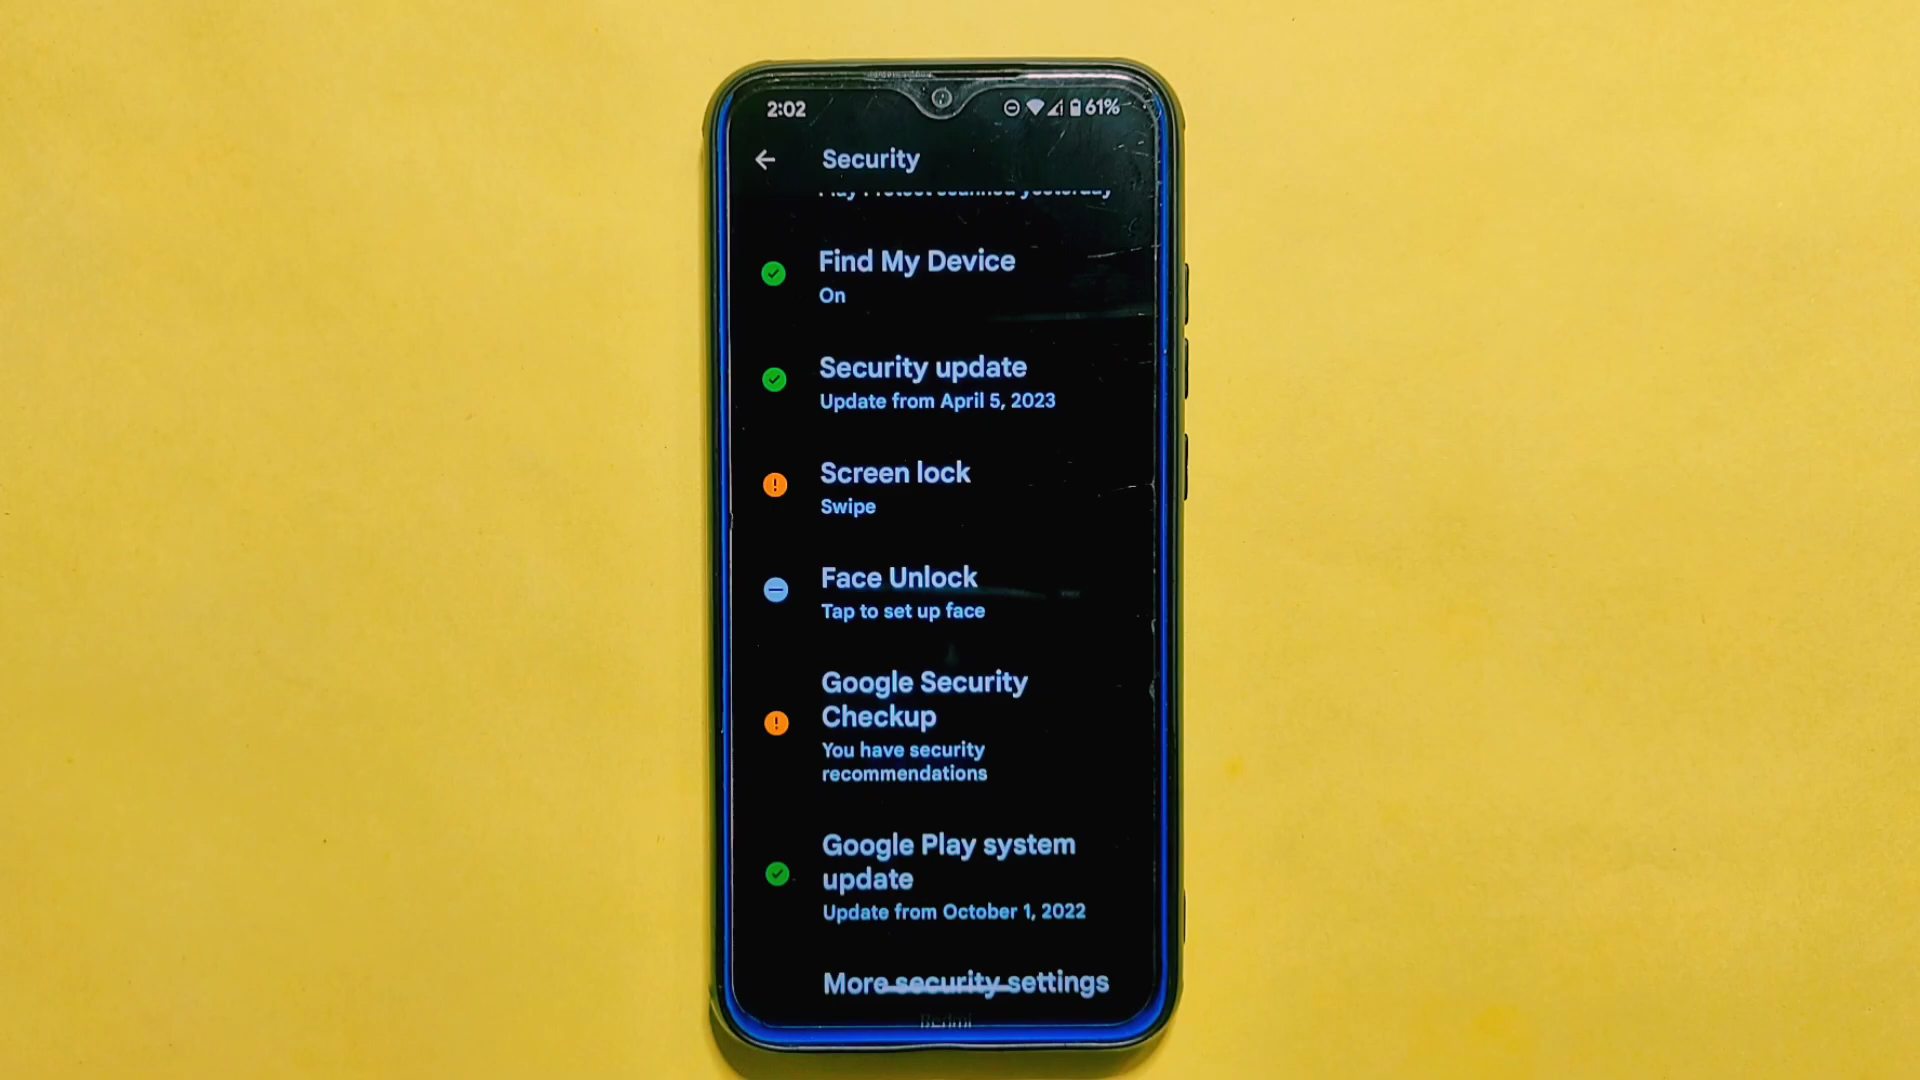 2:02
61%
Security
Play Protect scanned yesterday
Find My Device
On
Security update
Update from April 5, 2023
Screen lock
Swipe
Face Unlock
Tap to set up face
Google Security
Checkup
You have security
recommendations
Google Play system
update
Update from October 1, 2022
More security settings
Redmi